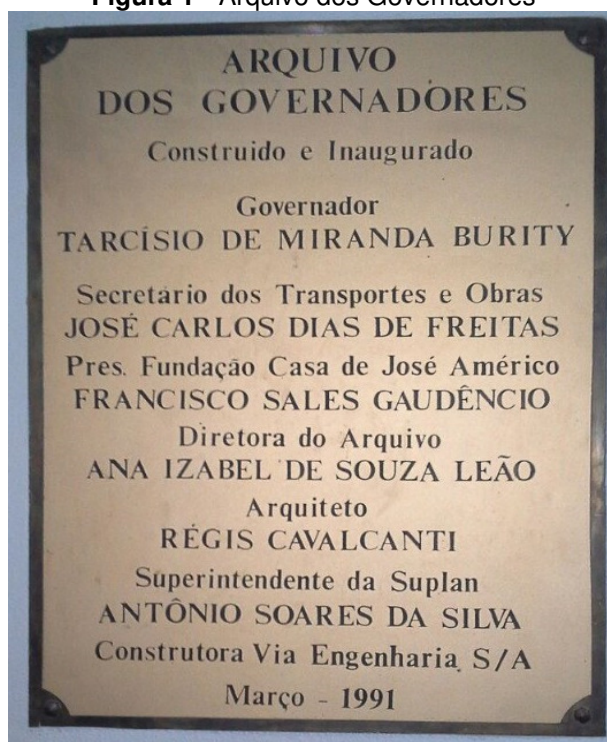 Figura 1 - Arquivo dos Governadores
ARQUIVO
DOS GOVERNADORES
Construido e Inaugurado
Governador
TARCÍSIO DE MIRANDA BURITY
Secretário dos Transportes e Obras
JOSÉ CARLOS DIAS DE FREITAS
Pres. Fundação Casa de José Américo
FRANCISCO SALES GAUDÊNCIO
Diretora do Arquivo
ANA IZABEL DE SOUZA LEÃO
Arquiteto
RÉGIS CAVALCANTI
Superintendente da Suplan
ANTÔNIO SOARES DA SILVA
Construtora Via Engenharia S/A
Março - 1991